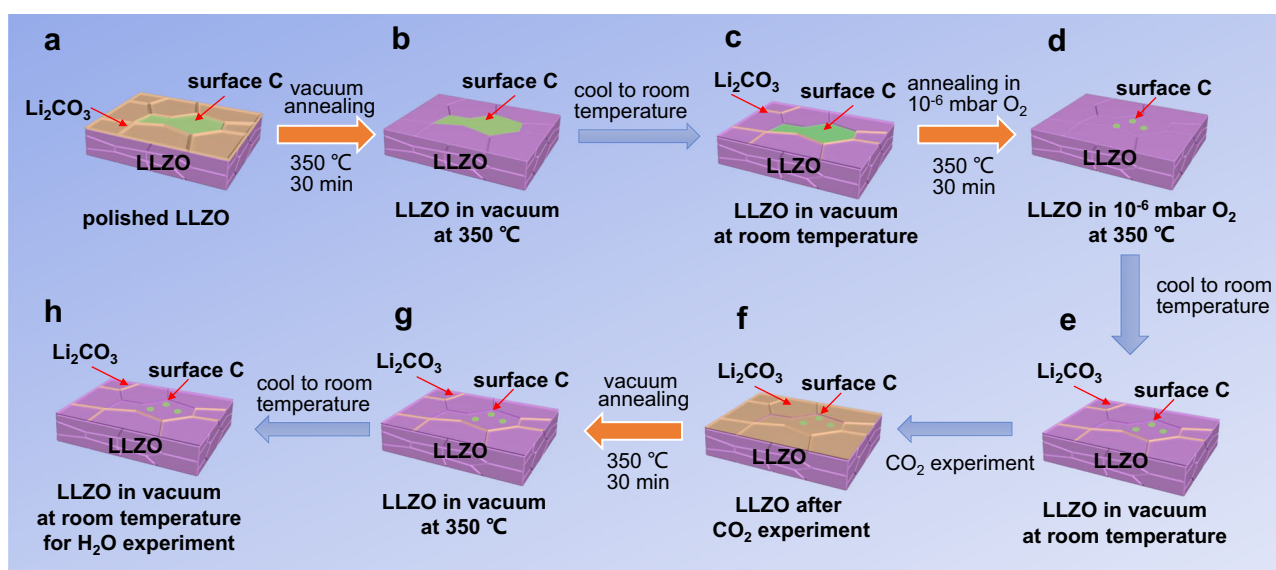 a
surface C
Li₂CO₃
LLZO
polished LLZO
vacuum
annealing
350 ℃
30 min
b
surface C
LLZO
LLZO in vacuum
at 350 ℃
cool to room
temperature
c
Li₂CO₃
surface C
LLZO
LLZO in vacuum
at room temperature
annealing in
10⁻⁶ mbar O₂
350 ℃
30 min
d
surface C
LLZO
LLZO in 10⁻⁶ mbar O₂
at 350 ℃
cool to room
temperature
e
Li₂CO₃
surface C
LLZO
LLZO in vacuum
at room temperature
CO₂ experiment
f
Li₂CO₃
surface C
LLZO
LLZO after
CO₂ experiment
vacuum
annealing
350 ℃
30 min
g
Li₂CO₃
surface C
LLZO
LLZO in vacuum
at 350 ℃
cool to room
temperature
h
Li₂CO₃
surface C
LLZO
LLZO in vacuum
at room temperature
for H₂O experiment